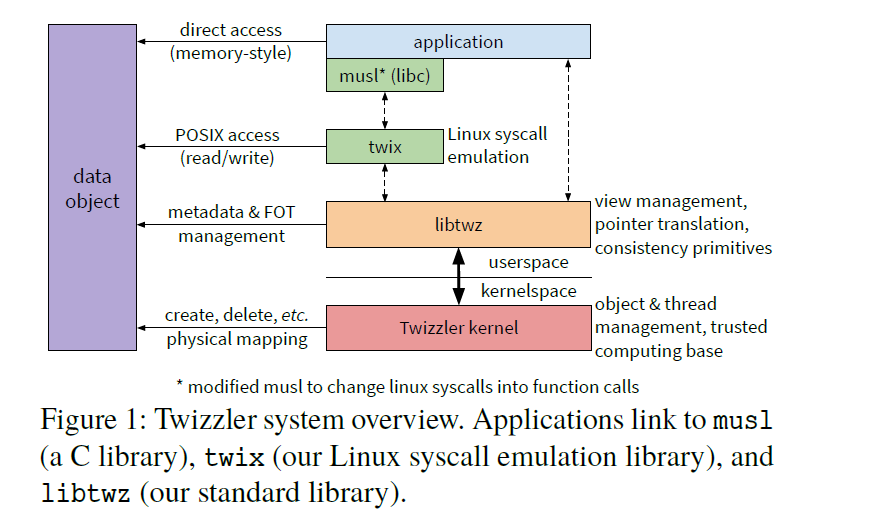 direct access
(memory-style)
application
musl* (libc)
POSIX access
(read/write)
twix
Linux syscall
emulation
data
object
metadata & FOT
management
libtwz
view management,
pointer translation,
consistency primitives
userspace
kernelspace
create, delete, etc.
physical mapping
Twizzler kernel
object & thread
management, trusted
computing base
* modified musl to change linux syscalls into function calls
Figure 1: Twizzler system overview. Applications link to musl
(a C library), twix (our Linux syscall emulation library), and
libtwz (our standard library).